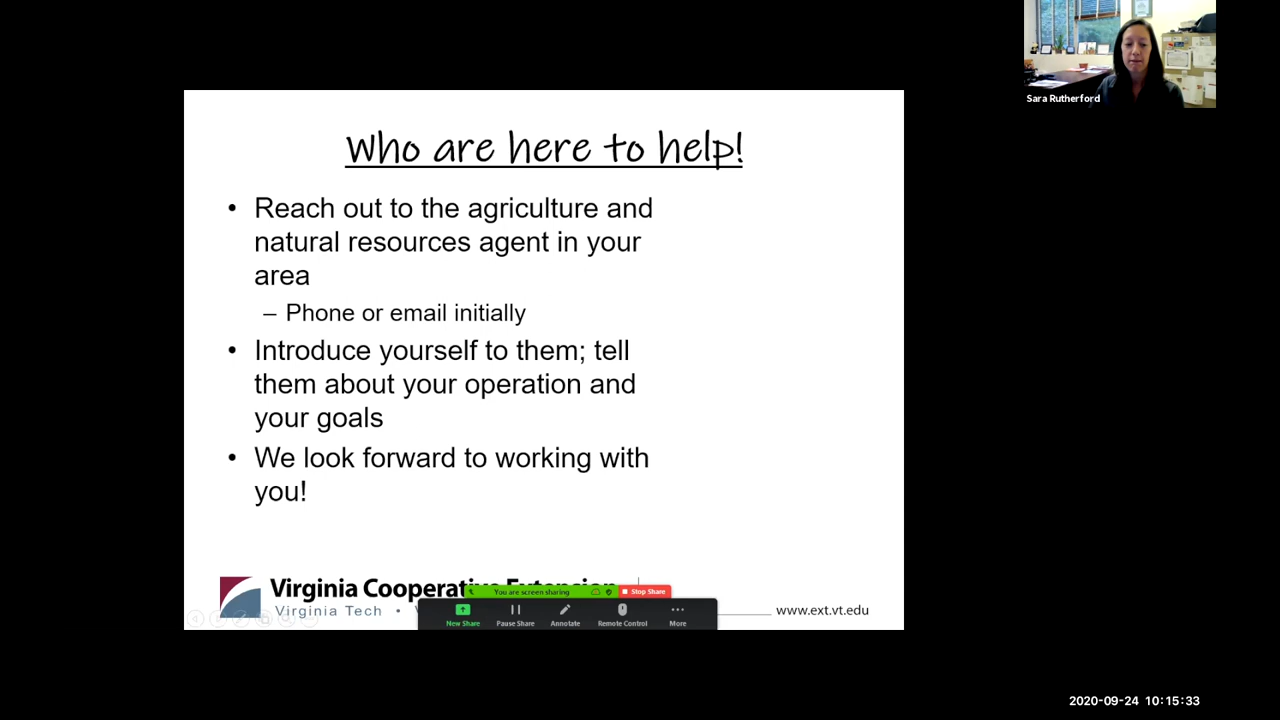 Sara Rutherford
Who are here to help!
• Reach out to the agriculture and
natural resources agent in your
area
– Phone or email initially
• Introduce yourself to them; tell
them about your operation and
your goals
• We look forward to working with
you!
Virginia Cooperative Extension
Virginia Tech •
www.ext.vt.edu
You are screen sharing
Stop Share
New Share
Pause Share
Annotate
Remote Control
More
2020-09-24 10:15:33